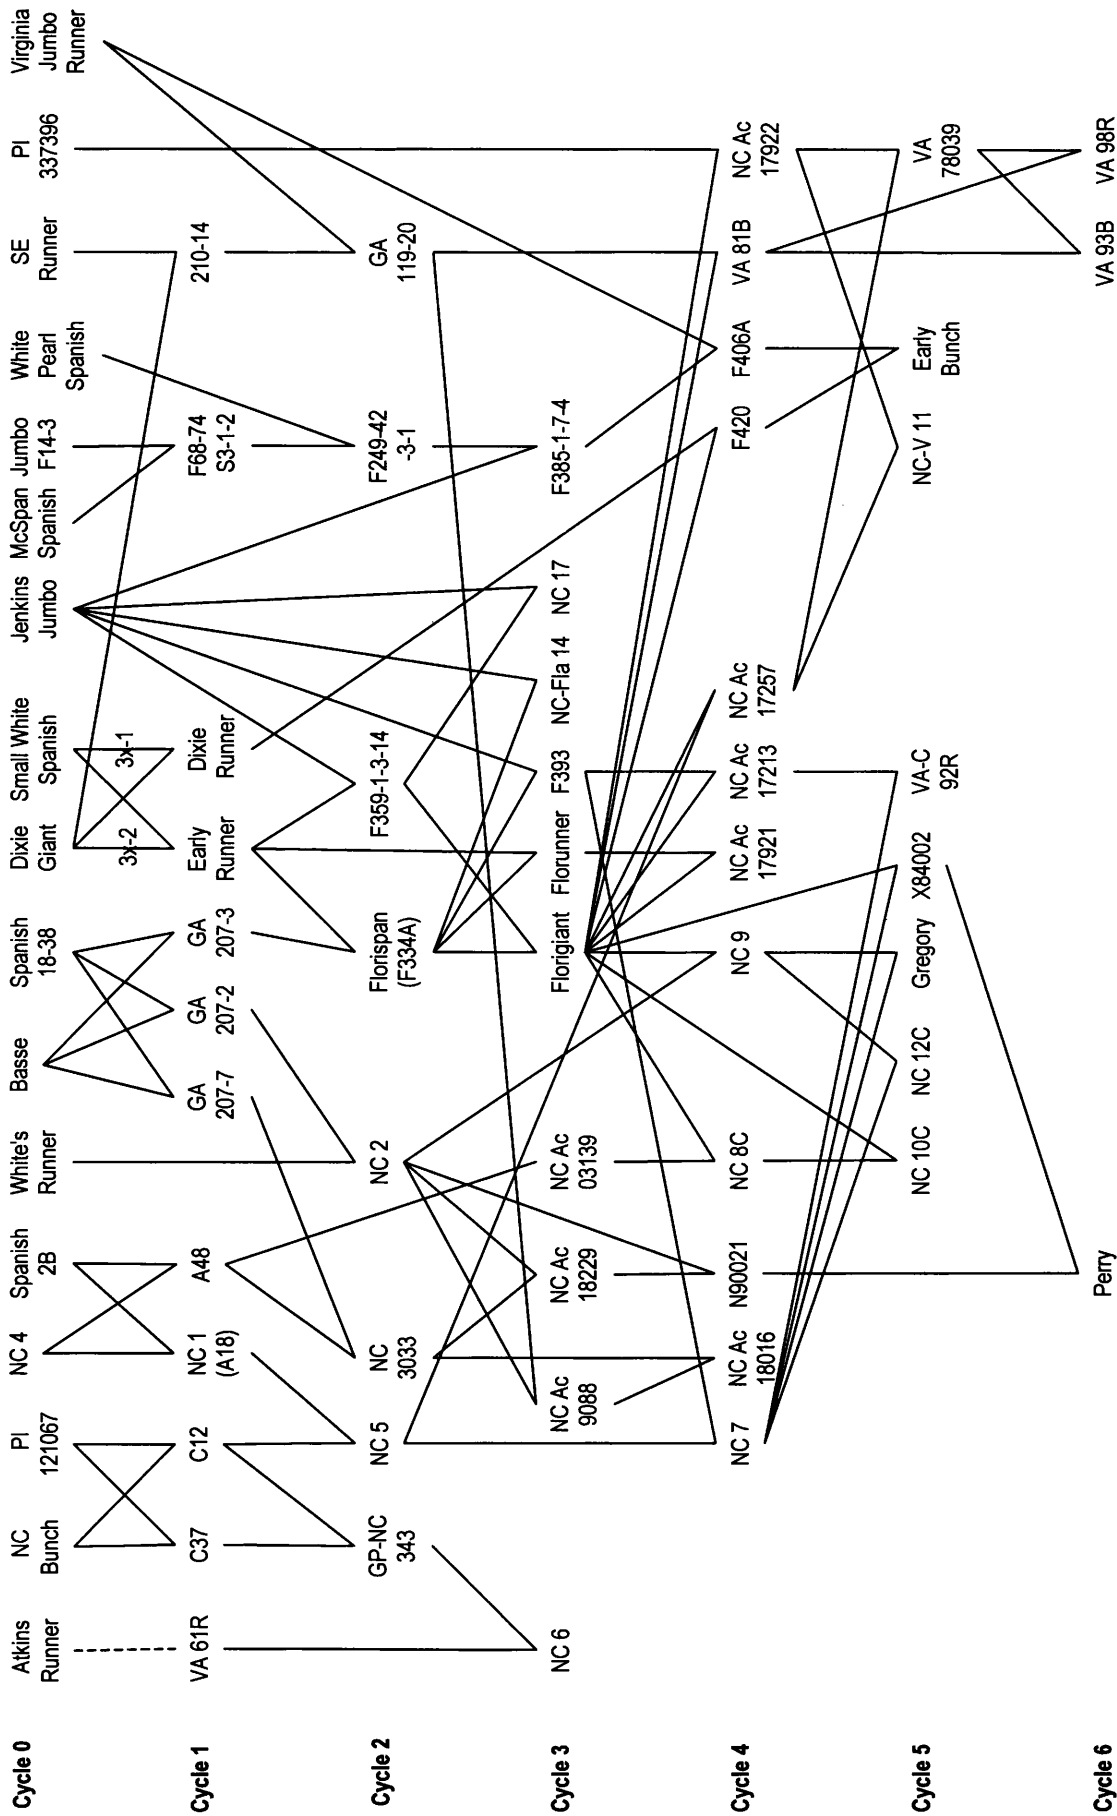 Cycle 0
Atkins
Runner
NC
Bunch
PI
121067
NC 4
Spanish
2B
White's
Runner
Basse
Spanish
18-38
Dixie
Giant
Small White
Spanish
Jenkins
Jumbo
McSpan
Spanish
Jumbo
F14-3
White
Pearl
Spanish
SE
Runner
PI
337396
Virginia
Jumbo
Runner
3x-2
3x-1
Cycle 1
VA 61R
C37
C12
NC 1
(A18)
A48
GA
207-7
GA
207-2
GA
207-3
Early
Runner
Dixie
Runner
F68-74
S3-1-2
210-14
Cycle 2
GP-NC
343
NC 5
NC
3033
NC 2
Florispan
(F334A)
F359-1-3-14
F249-42
-3-1
GA
119-20
Cycle 3
NC 6
NC Ac
9088
NC Ac
18229
NC Ac
03139
Florigiant
Florunner
F393
NC-Fla 14
NC 17
F385-1-7-4
Cycle 4
NC 7
NC Ac
18016
N90021
NC 8C
NC 9
NC Ac
17921
NC Ac
17213
NC Ac
17257
F420
F406A
VA 81B
NC Ac
17922
Cycle 5
NC 10C
NC 12C
Gregory
X84002
VA-C
92R
NC-V 11
Early
Bunch
VA
78039
Cycle 6
Perry
VA 93B
VA 98R